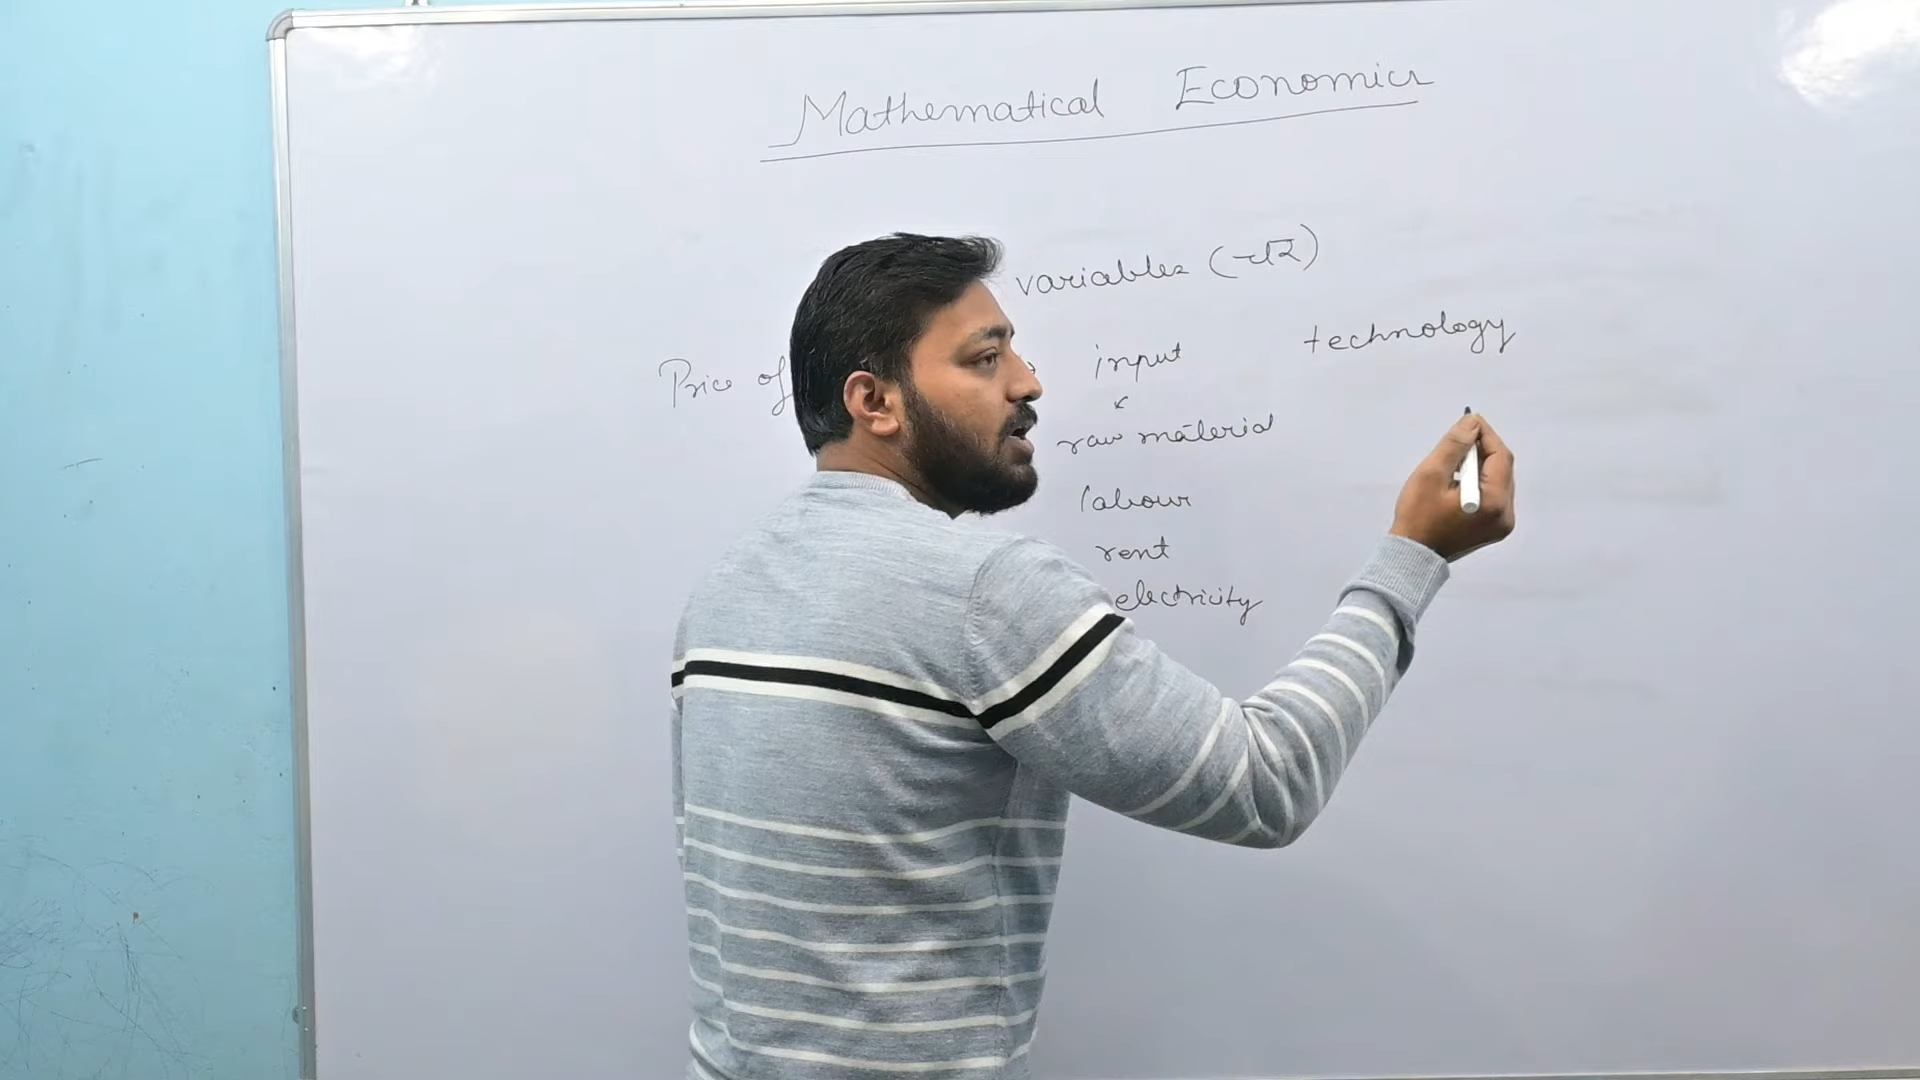 Mathematical Economics
variables (चर)
Price of input technology
raw material
labour
rent
electricity